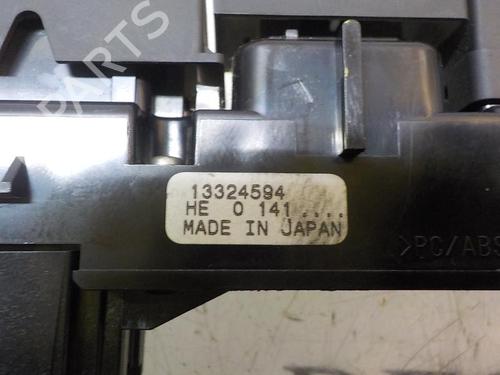 PARTS
13324594
HE 0 141 ....
MADE IN JAPAN
>PC/ABS